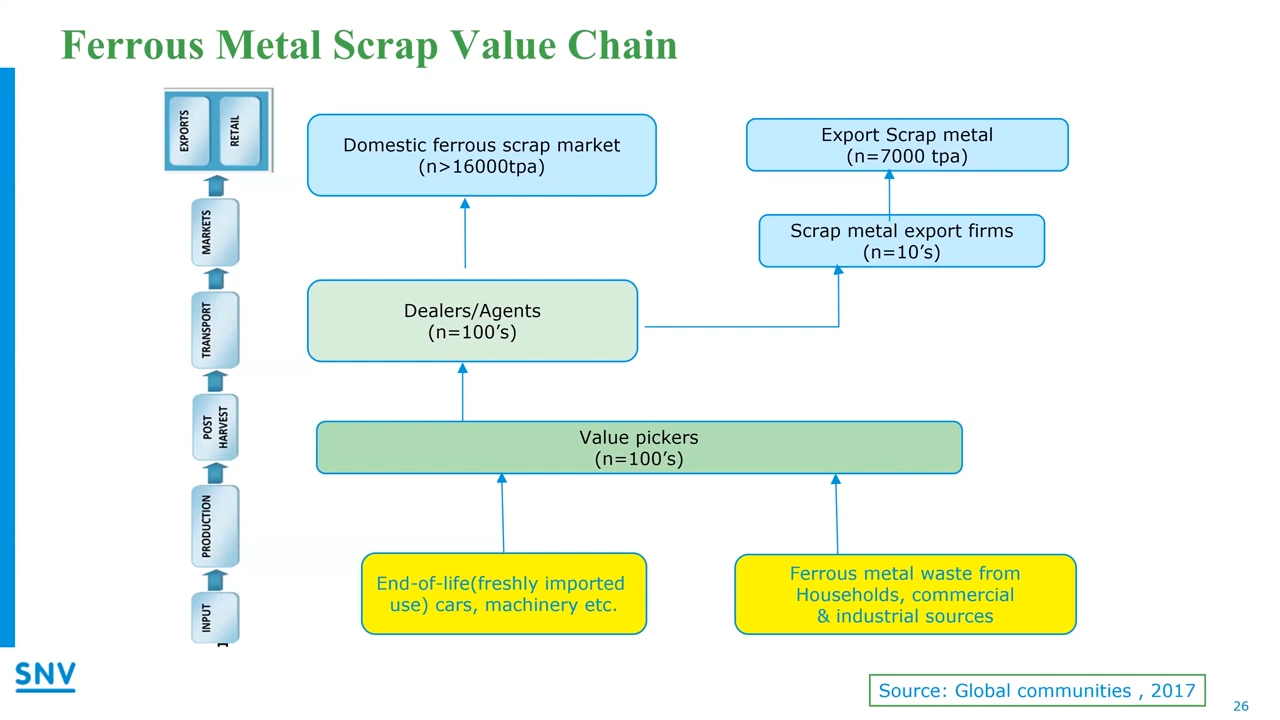 Ferrous Metal Scrap Value Chain
EXPORTS
RETAIL
MARKETS
TRANSPORT
POST
HARVEST
PRODUCTION
INPUT
Domestic ferrous scrap market
(n>16000tpa)
Export Scrap metal
(n=7000 tpa)
Scrap metal export firms
(n=10’s)
Dealers/Agents
(n=100’s)
Value pickers
(n=100’s)
End-of-life(freshly imported
use) cars, machinery etc.
Ferrous metal waste from
Households, commercial
& industrial sources
SNV
Source: Global communities , 2017
26